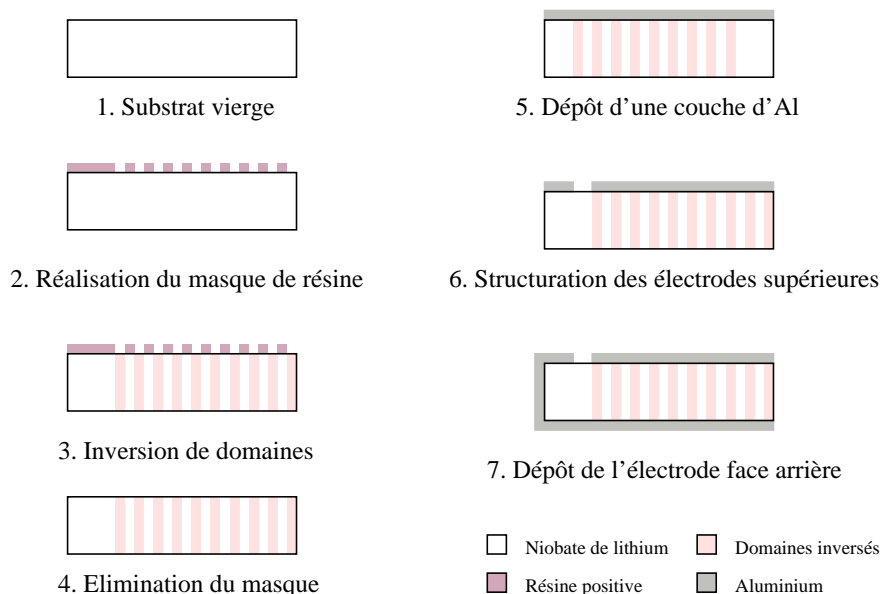 1. Substrat vierge
2. Réalisation du masque de résine
3. Inversion de domaines
4. Elimination du masque
5. Dépôt d'une couche d'Al
6. Structuration des électrodes supérieures
7. Dépôt de l'électrode face arrière
Niobate de lithium
Domaines inversés
Résine positive
Aluminium